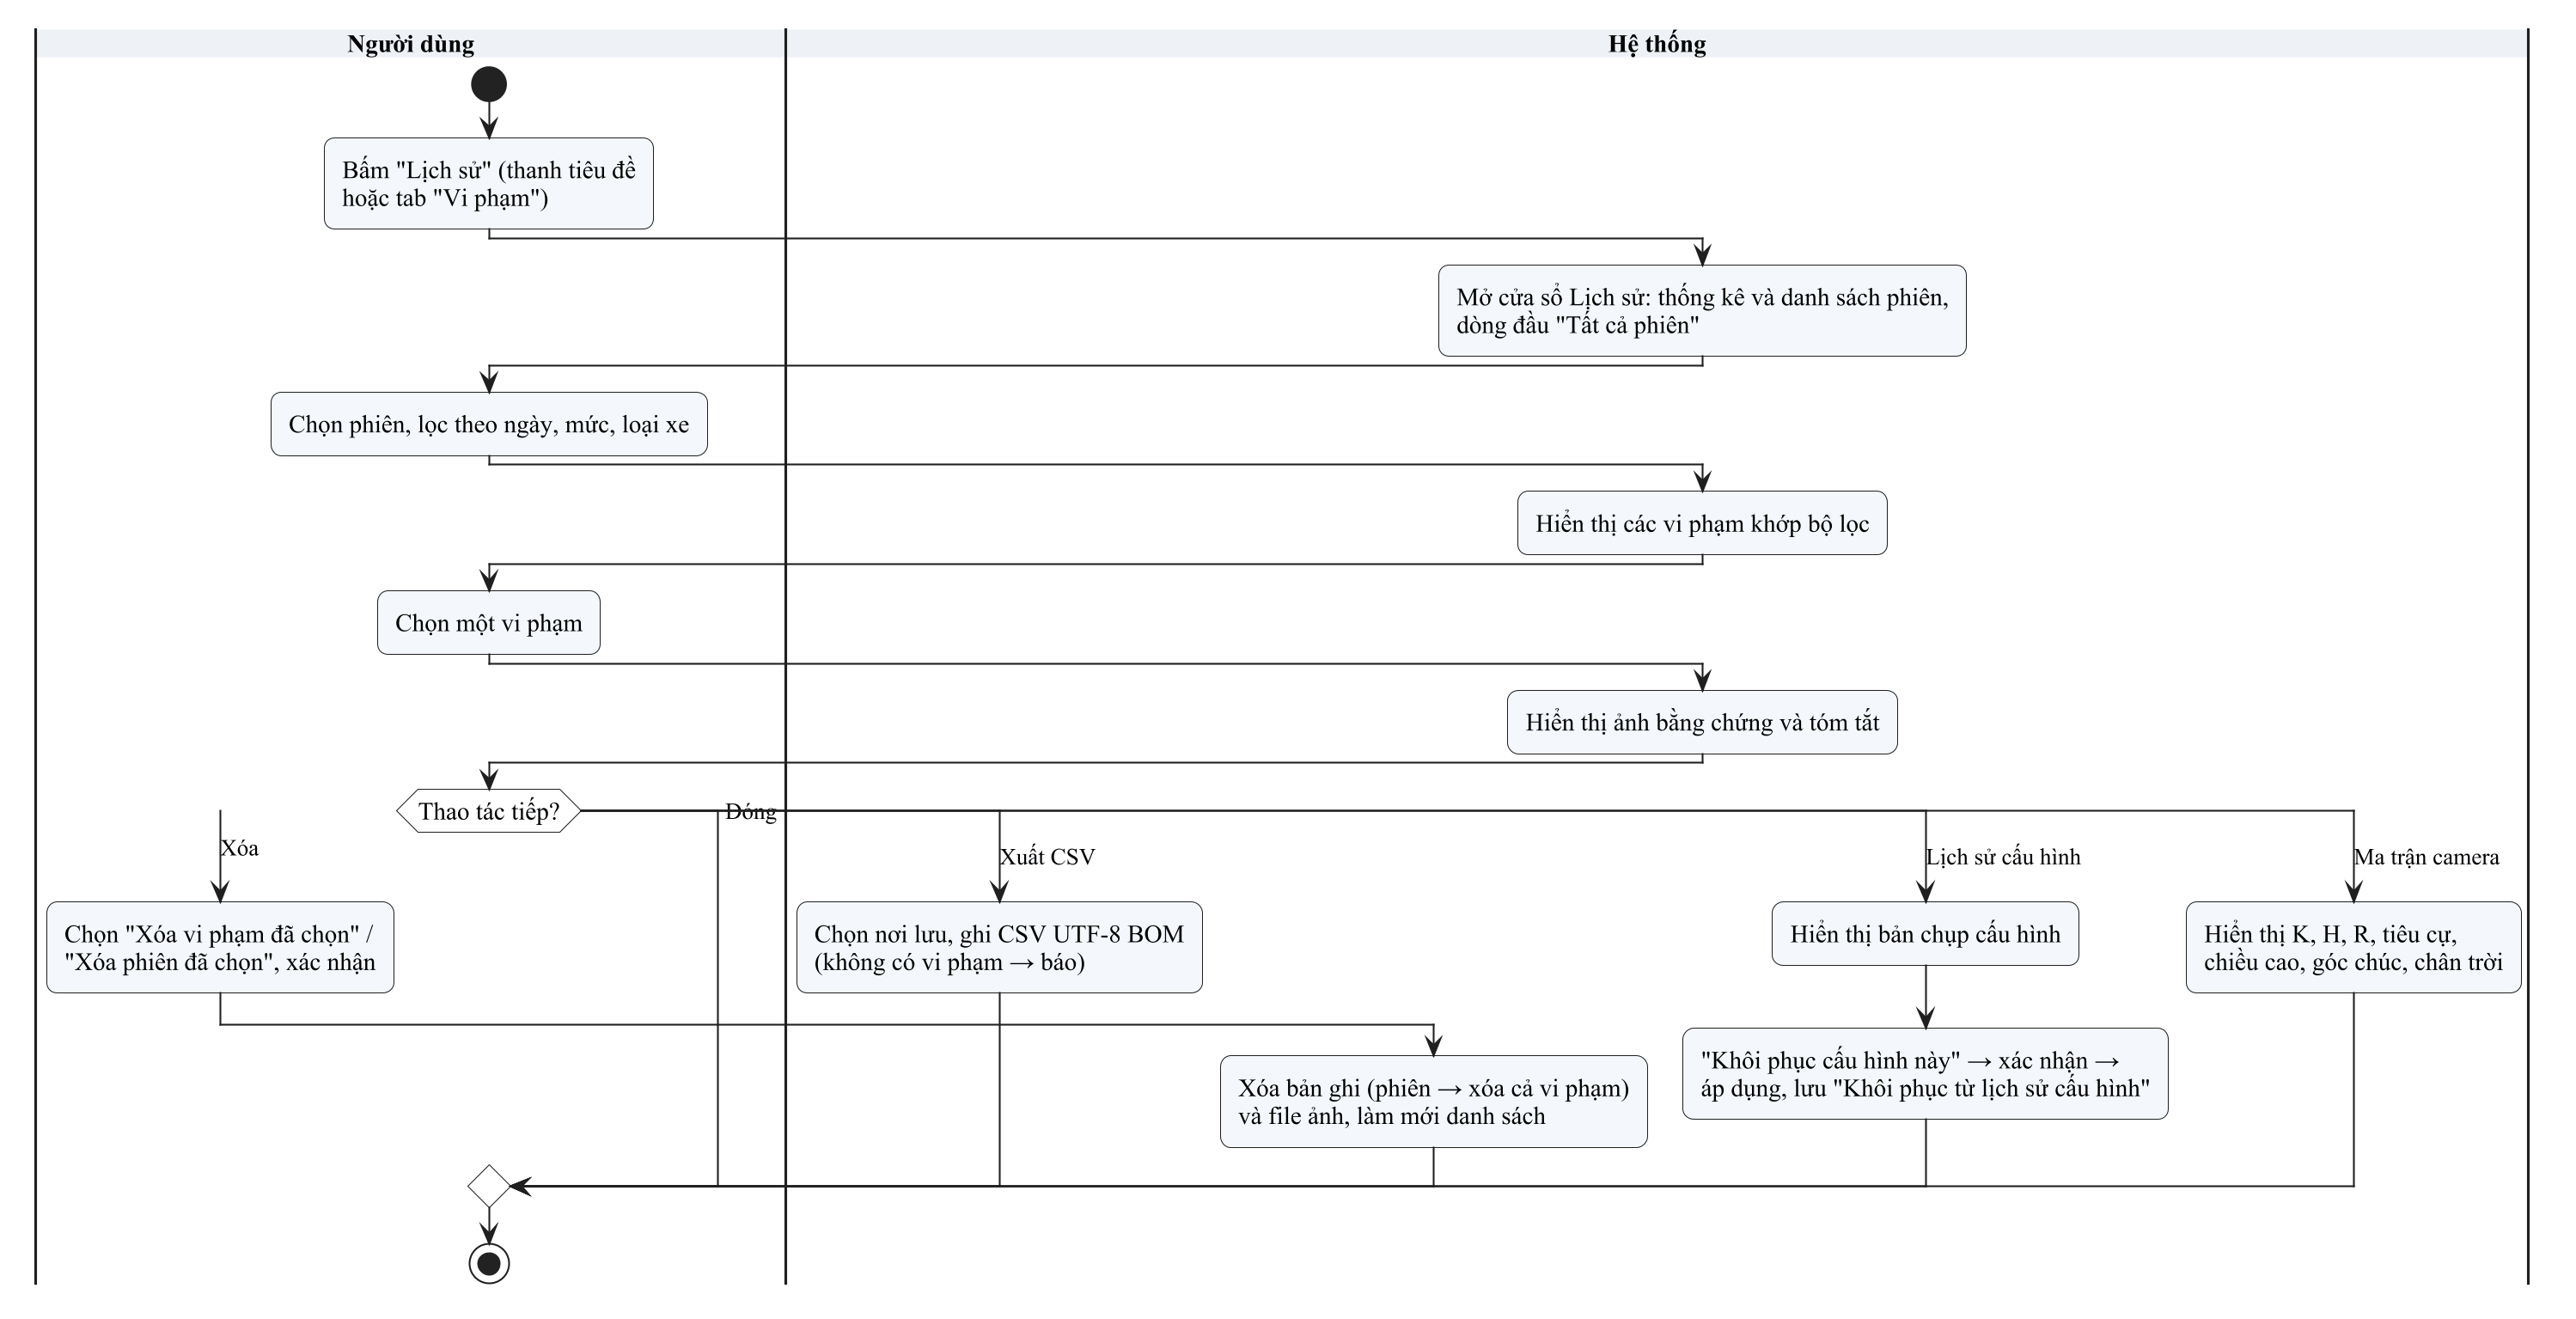 Người dùng
Hệ thống
Bấm "Lịch sử" (thanh tiêu đề
hoặc tab "Vi phạm")
Mở cửa sổ Lịch sử: thống kê và danh sách phiên,
dòng đầu "Tất cả phiên"
Chọn phiên, lọc theo ngày, mức, loại xe
Hiển thị các vi phạm khớp bộ lọc
Chọn một vi phạm
Hiển thị ảnh bằng chứng và tóm tắt
Thao tác tiếp?
Đóng
Xóa
Xuất CSV
Lịch sử cấu hình
Ma trận camera
Chọn "Xóa vi phạm đã chọn" /
"Xóa phiên đã chọn", xác nhận
Chọn nơi lưu, ghi CSV UTF-8 BOM
(không có vi phạm → báo)
Hiển thị bản chụp cấu hình
Hiển thị K, H, R, tiêu cự,
chiều cao, góc chúc, chân trời
Xóa bản ghi (phiên → xóa cả vi phạm)
và file ảnh, làm mới danh sách
"Khôi phục cấu hình này" → xác nhận →
áp dụng, lưu "Khôi phục từ lịch sử cấu hình"